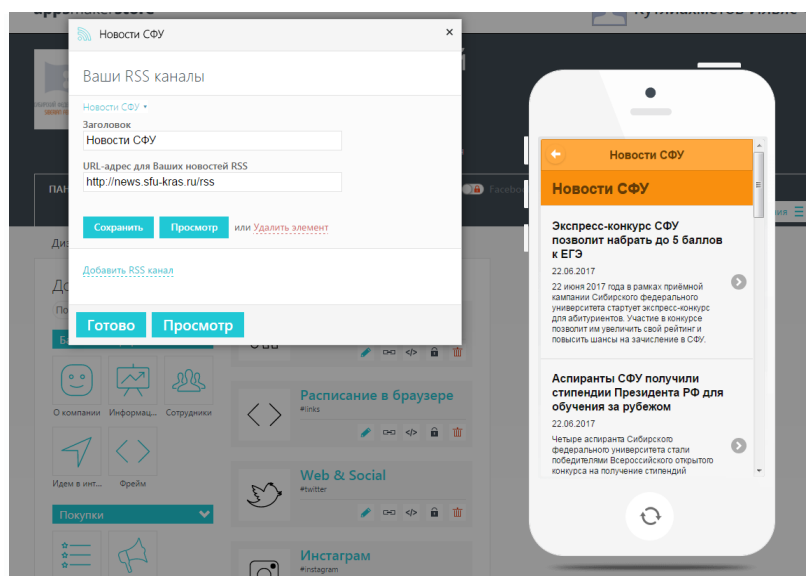 Новости СФУ
×
Ваши RSS каналы
Новости СФУ
Заголовок
Новости СФУ
URL-адрес для Ваших новостей RSS
http://news.sfu-kras.ru/rss
Сохранить Просмотр или Удалить элемент
Добавить RSS канал
Готово Просмотр
О компании Информац... Сотрудники
Идем в инт... Фрейм
Покупки
Расписание в браузере
#links
Web & Social
#twitter
Инстаграм
#instagram
Новости СФУ
Новости СФУ
Экспресс-конкурс СФУ
позволит набрать до 5 баллов
к ЕГЭ
22.06.2017
22 июня 2017 года в рамках приёмной
кампании Сибирского федерального
университета стартует экспресс-конкурс
для абитуриентов. Участие в конкурсе
позволит им увеличить свой рейтинг и
повысить шансы на зачисление в СФУ.
Аспиранты СФУ получили
стипендии Президента РФ для
обучения за рубежом
22.06.2017
Четыре аспиранта Сибирского
федерального университета стали
победителями Всероссийского открытого
конкурса на получение стипендий